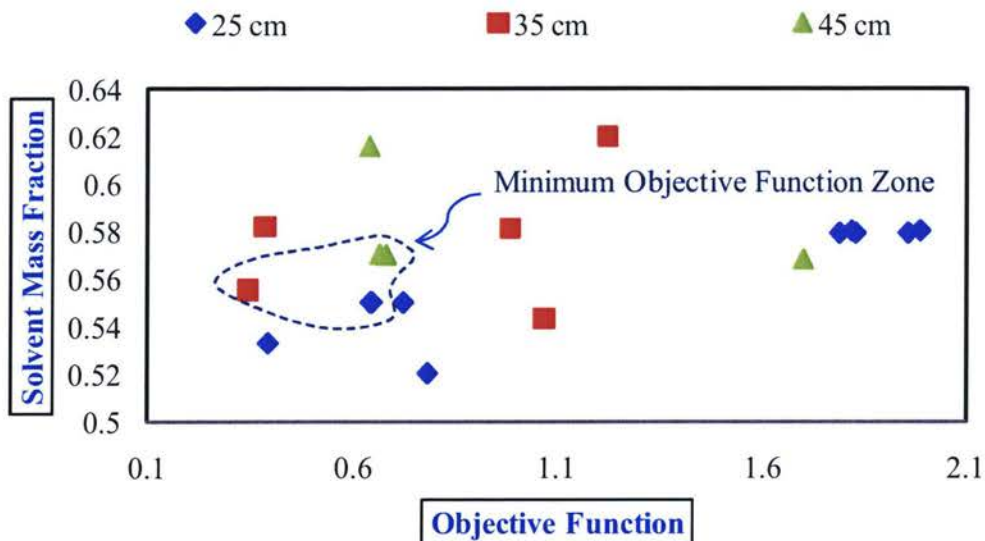 25 cm 35 cm 45 cm
0.64
0.62
0.6
0.58
0.56
0.54
0.52
0.5
Solvent Mass Fraction
Minimum Objective Function Zone
0.1 0.6 1.1 1.6 2.1
Objective Function